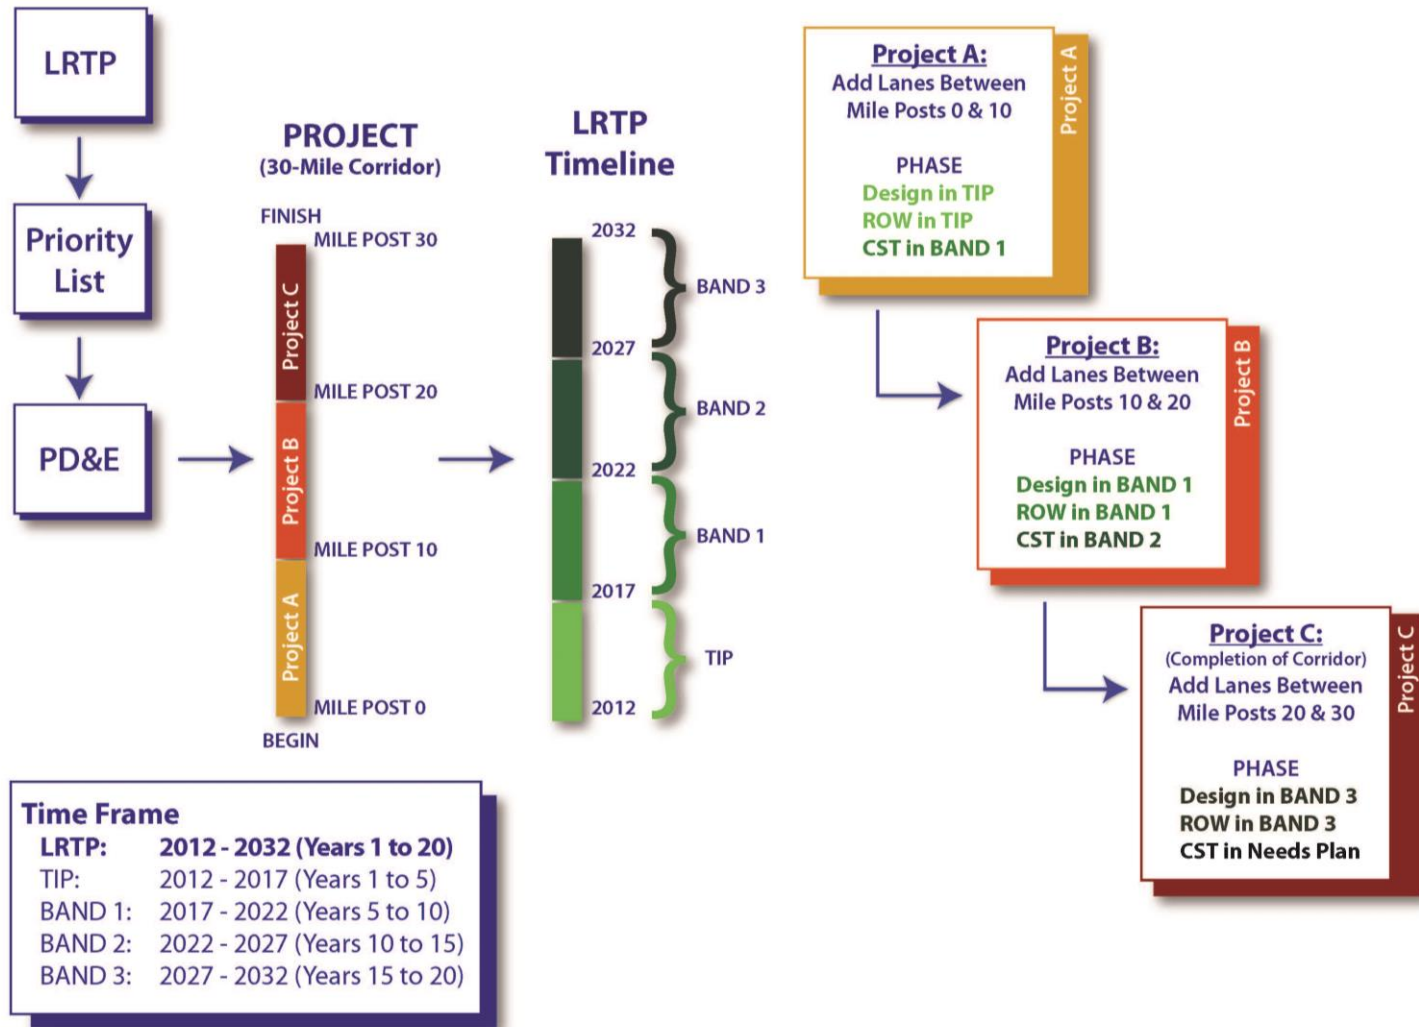 LRTP
Priority
List
PD&E
PROJECT
(30-Mile Corridor)
FINISH
MILE POST 30
Project C
MILE POST 20
Project B
MILE POST 10
Project A
MILE POST 0
BEGIN
LRTP
Timeline
2032
BAND 3
2027
BAND 2
2022
BAND 1
2017
TIP
2012
Project A:
Add Lanes Between
Mile Posts 0 & 10
PHASE
Design in TIP
ROW in TIP
CST in BAND 1
Project A
Project B:
Add Lanes Between
Mile Posts 10 & 20
PHASE
Design in BAND 1
ROW in BAND 1
CST in BAND 2
Project B
Project C:
(Completion of Corridor)
Add Lanes Between
Mile Posts 20 & 30
PHASE
Design in BAND 3
ROW in BAND 3
CST in Needs Plan
Project C
Time Frame
LRTP: 2012 - 2032 (Years 1 to 20)
TIP: 2012 - 2017 (Years 1 to 5)
BAND 1: 2017 - 2022 (Years 5 to 10)
BAND 2: 2022 - 2027 (Years 10 to 15)
BAND 3: 2027 - 2032 (Years 15 to 20)